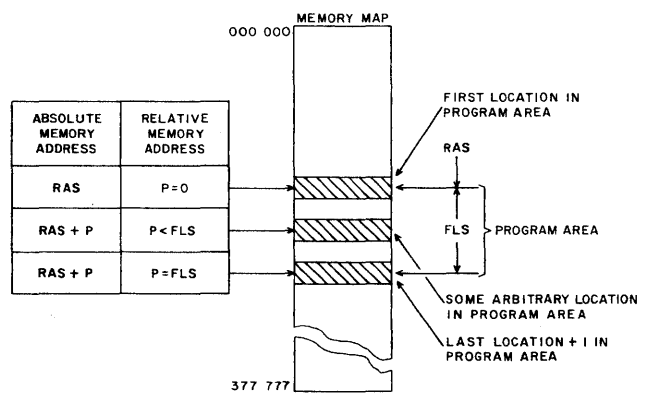 MEMORY MAP
000 000
ABSOLUTE
MEMORY
ADDRESS
RELATIVE
MEMORY
ADDRESS
RAS
P=0
RAS + P
P<FLS
RAS + P
P=FLS
FIRST LOCATION IN
PROGRAM AREA
RAS
FLS
PROGRAM AREA
SOME ARBITRARY LOCATION
IN PROGRAM AREA
LAST LOCATION + 1 IN
PROGRAM AREA
377 777